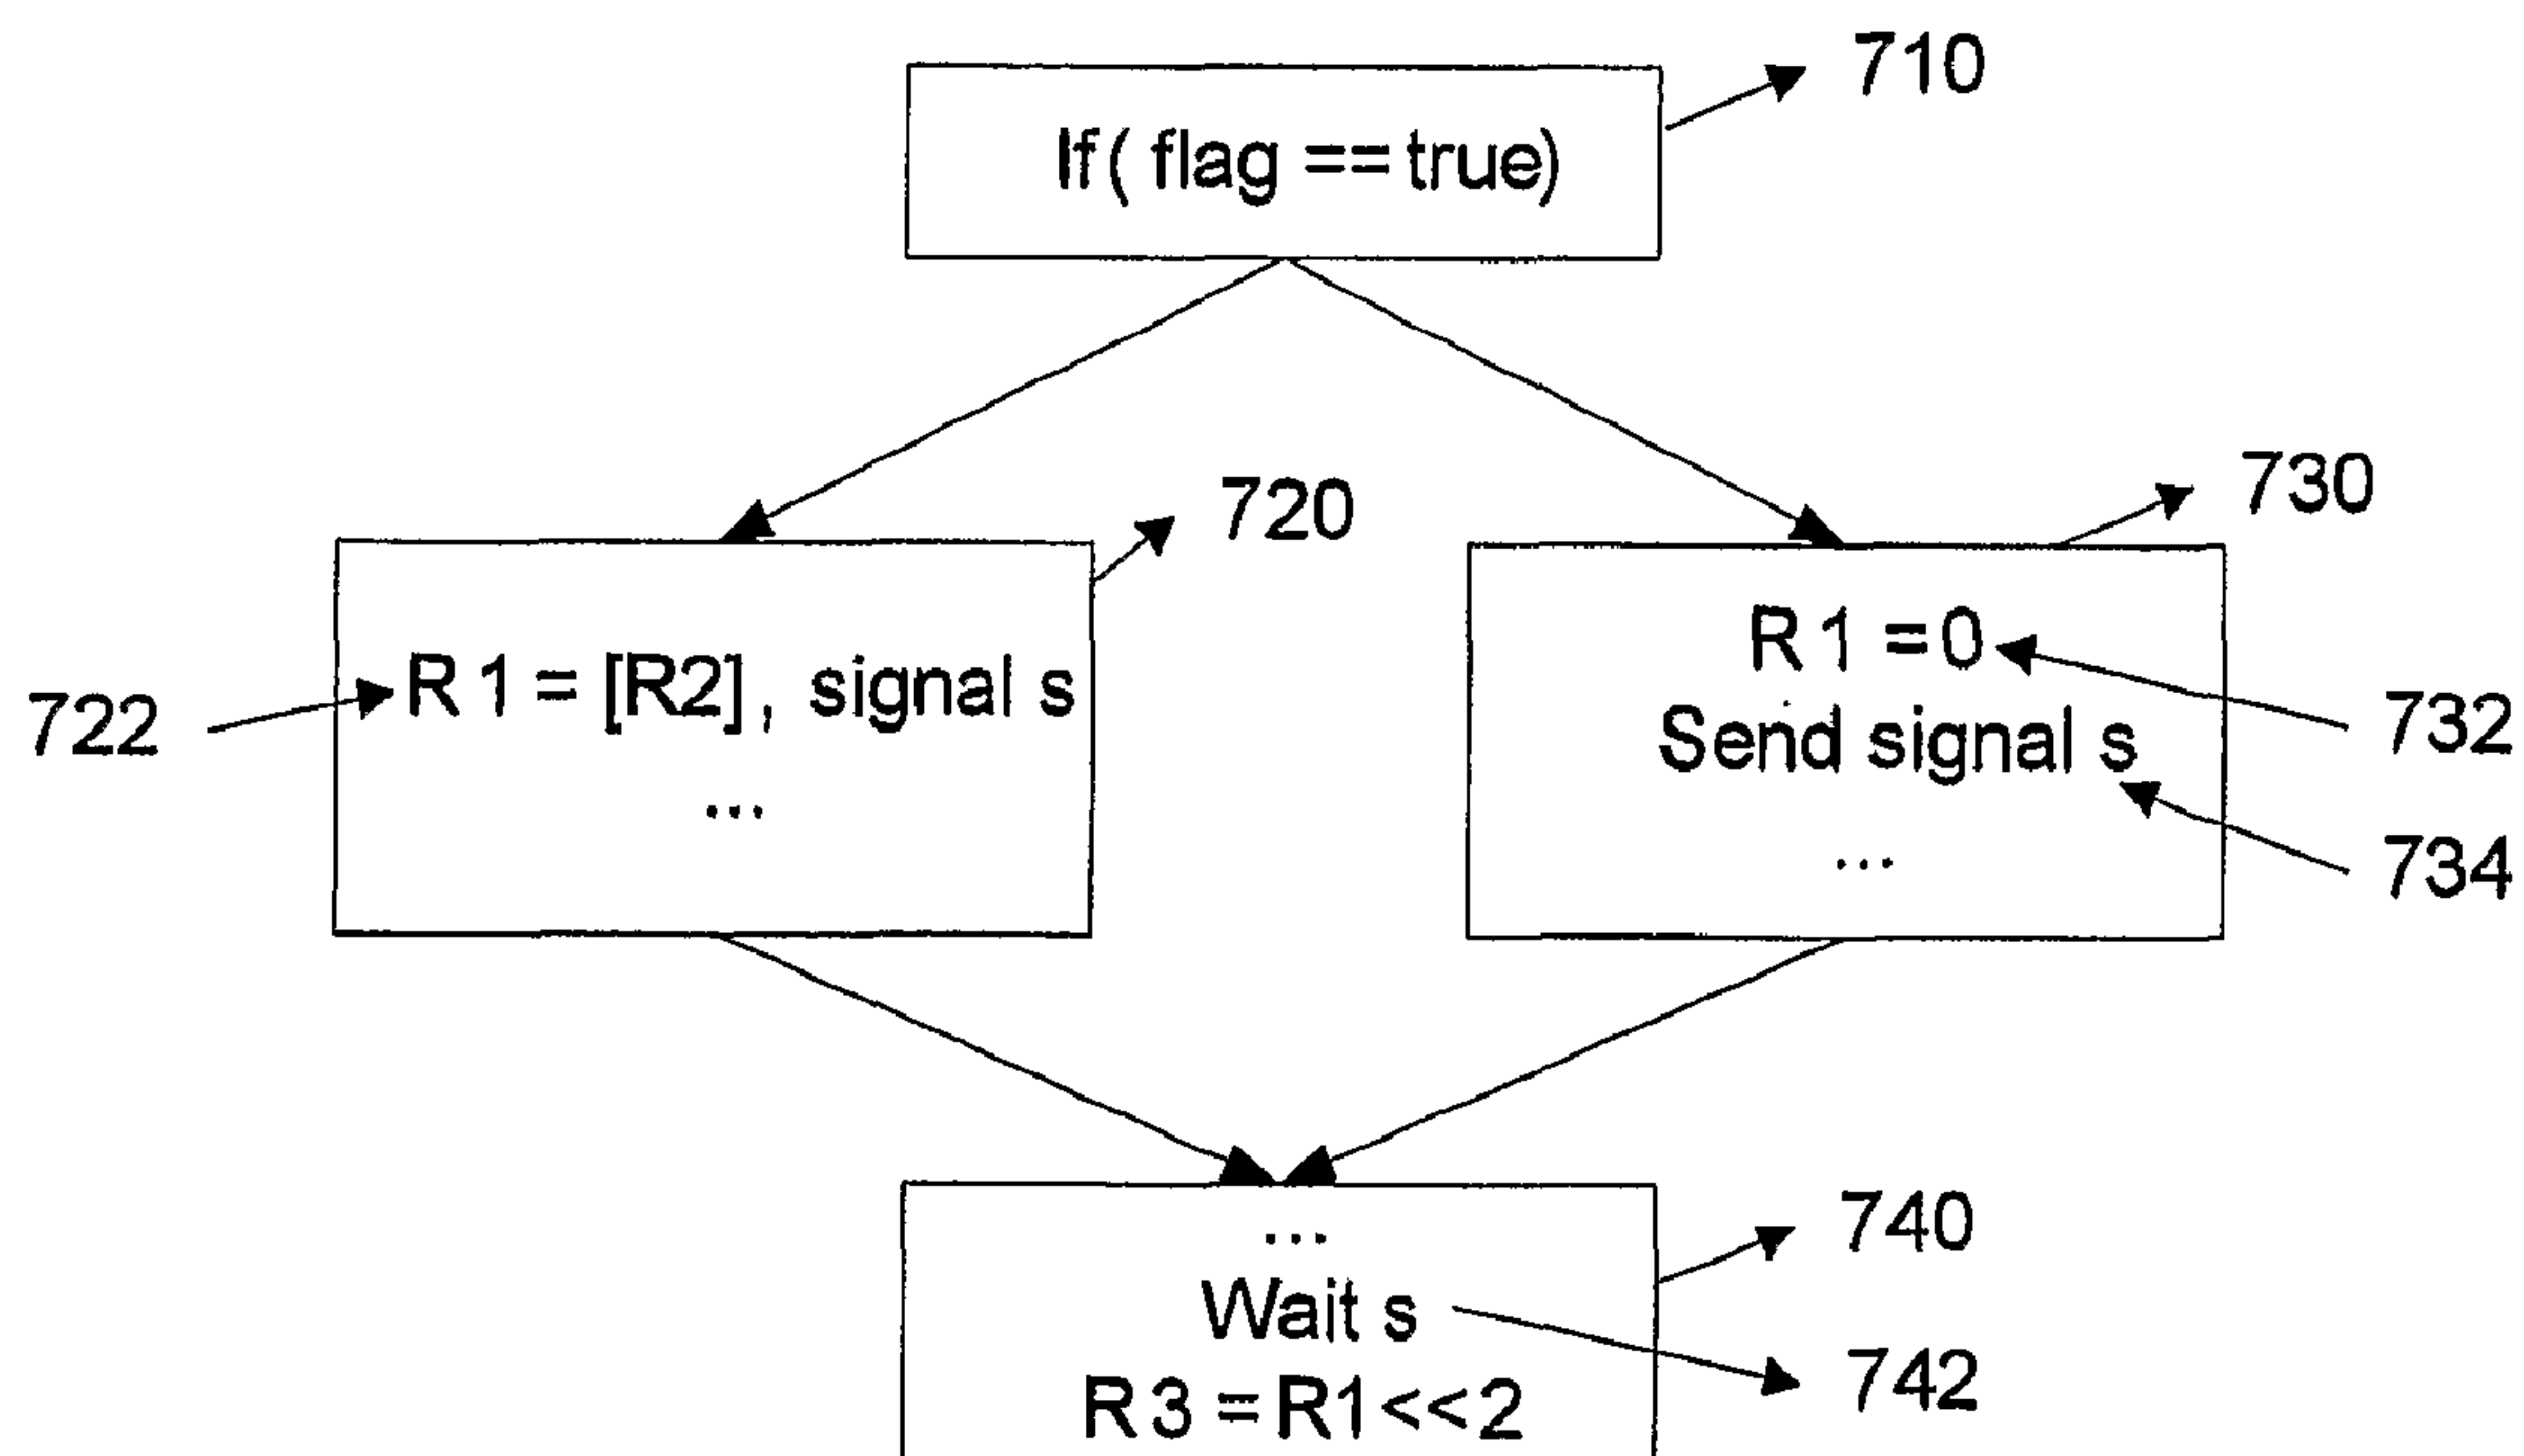 710
If( flag == true)
720
730
R1 = [R2], signal s
...
722
R1 = 0
Send signal s
...
732
734
...
Wait s
R3 = R1<<2
740
742